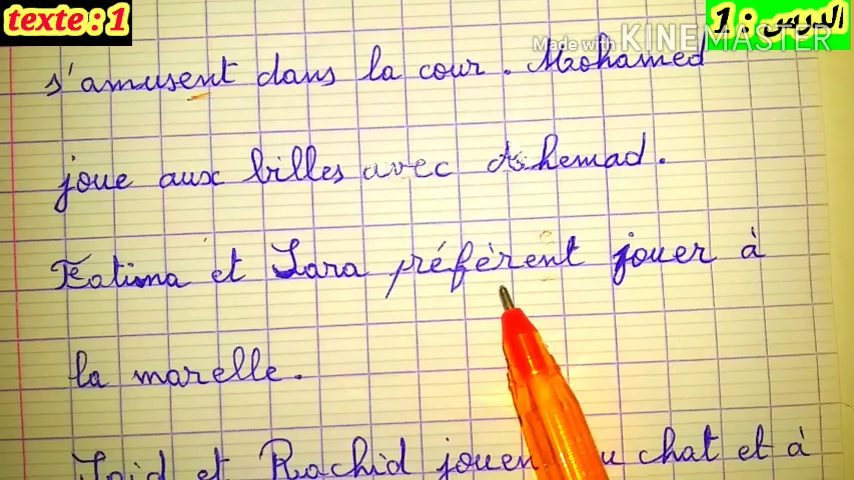 texte : 1
الدرس : 1
Made with KINEMASTER
s'amusent dans la cour. Mohamed
joue aux billes avec Ahemad.
Fatima et Sara préfèrent jouer à
la marelle.
et Rachid jouen u chat et à